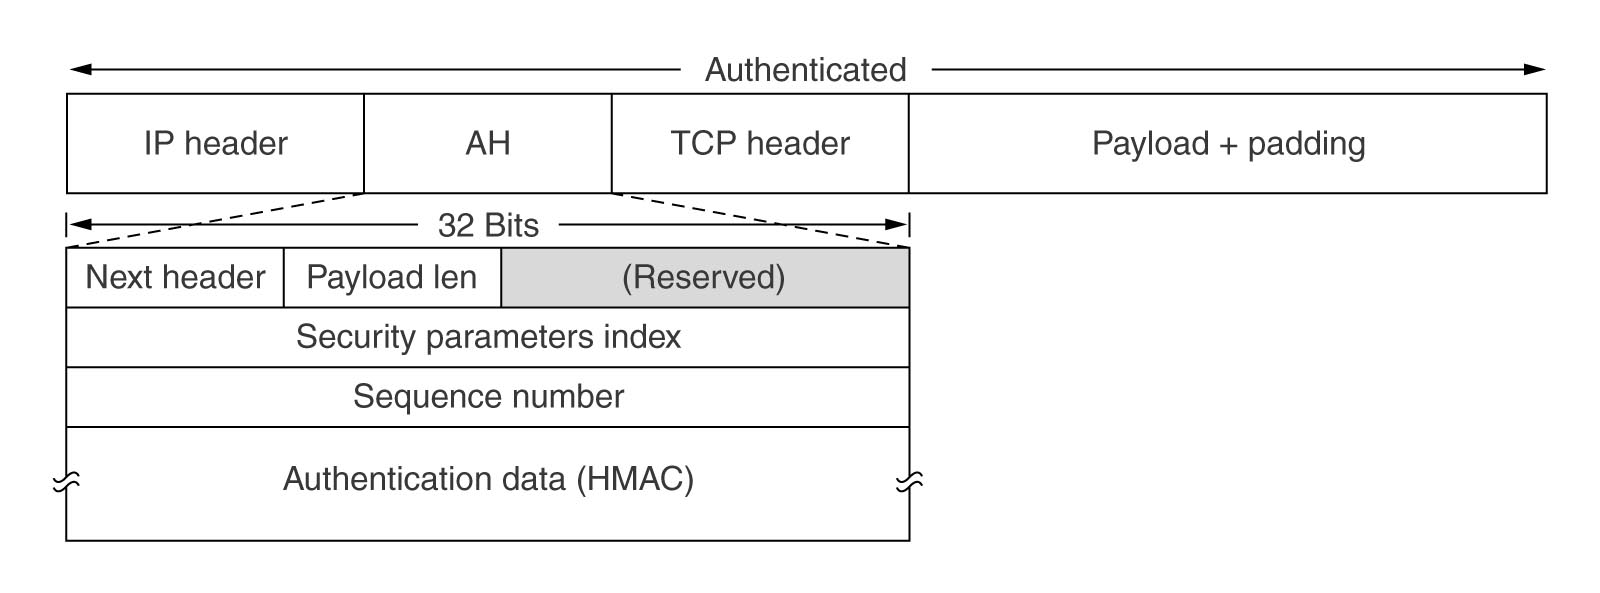 Authenticated
IP header
AH
TCP header
Payload + padding
32 Bits
Next header
Payload len
(Reserved)
Security parameters index
Sequence number
Authentication data (HMAC)